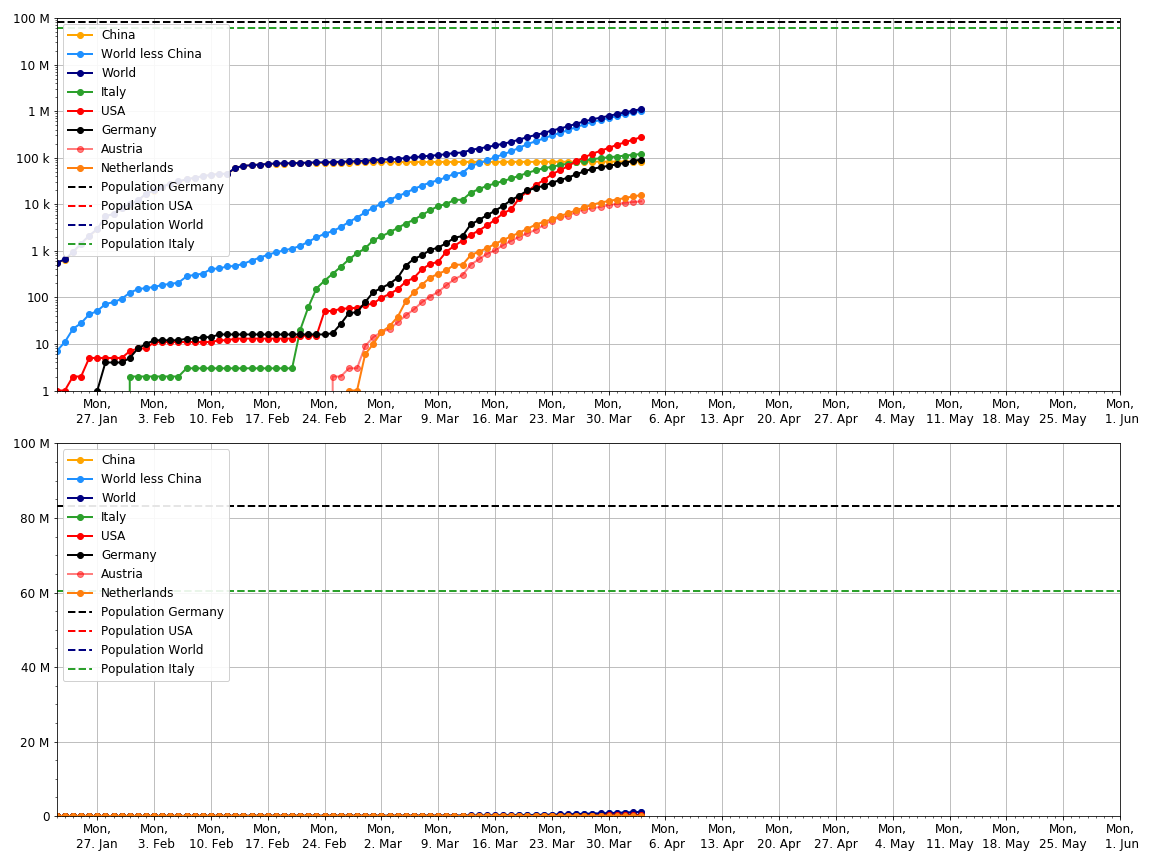 100 M
10 M
1 M
100 k
10 k
1 k
100
10
1
China
World less China
World
Italy
USA
Germany
Austria
Netherlands
Population Germany
Population USA
Population World
Population Italy
Mon, Mon, Mon, Mon, Mon, Mon, Mon, Mon, Mon, Mon, Mon, Mon, Mon, Mon, Mon, Mon, Mon, Mon, Mon,
27. Jan 3. Feb 10. Feb 17. Feb 24. Feb 2. Mar 9. Mar 16. Mar 23. Mar 30. Mar 6. Apr 13. Apr 20. Apr 27. Apr 4. May 11. May 18. May 25. May 1. Jun
100 M
80 M
60 M
40 M
20 M
0
China
World less China
World
Italy
USA
Germany
Austria
Netherlands
Population Germany
Population USA
Population World
Population Italy
Mon, Mon, Mon, Mon, Mon, Mon, Mon, Mon, Mon, Mon, Mon, Mon, Mon, Mon, Mon, Mon, Mon, Mon, Mon,
27. Jan 3. Feb 10. Feb 17. Feb 24. Feb 2. Mar 9. Mar 16. Mar 23. Mar 30. Mar 6. Apr 13. Apr 20. Apr 27. Apr 4. May 11. May 18. May 25. May 1. Jun